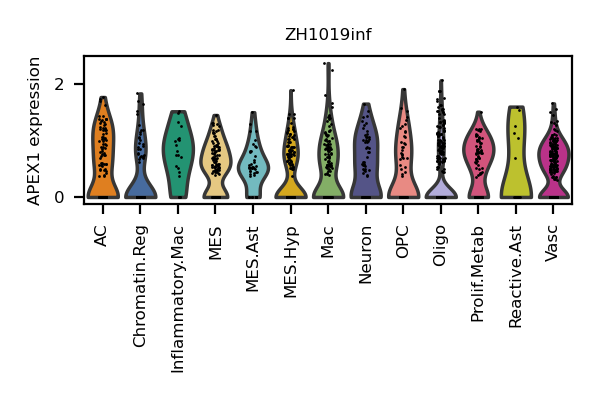 ZH1019inf
APEX1 expression
2
0
AC
Chromatin.Reg
Inflammatory.Mac
MES
MES.Ast
MES.Hyp
Mac
Neuron
OPC
Oligo
Prolif.Metab
Reactive.Ast
Vasc